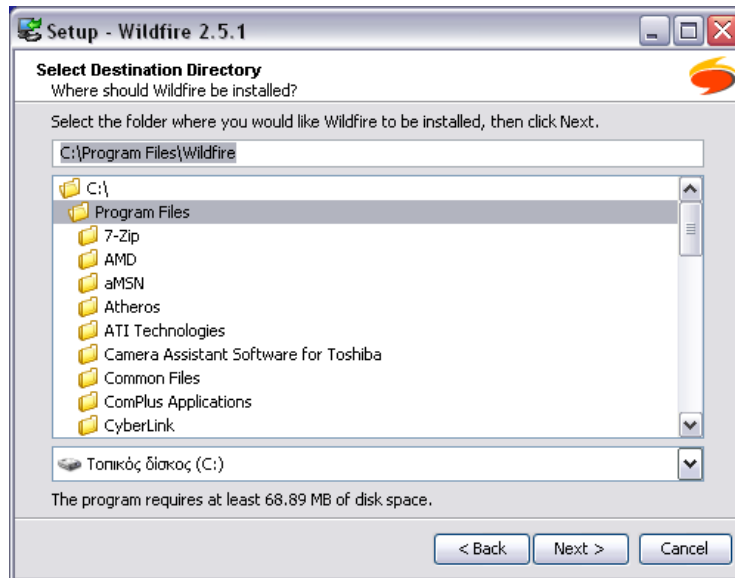 Setup - Wildfire 2.5.1
Select Destination Directory
Where should Wildfire be installed?
Select the folder where you would like Wildfire to be installed, then click Next.
C:\Program Files\Wildfire
C:\
Program Files
7-Zip
AMD
aMSN
Atheros
ATI Technologies
Camera Assistant Software for Toshiba
Common Files
ComPlus Applications
CyberLink
Τοπικός δίσκος (C:)
The program requires at least 68.89 MB of disk space.
< Back Next > Cancel